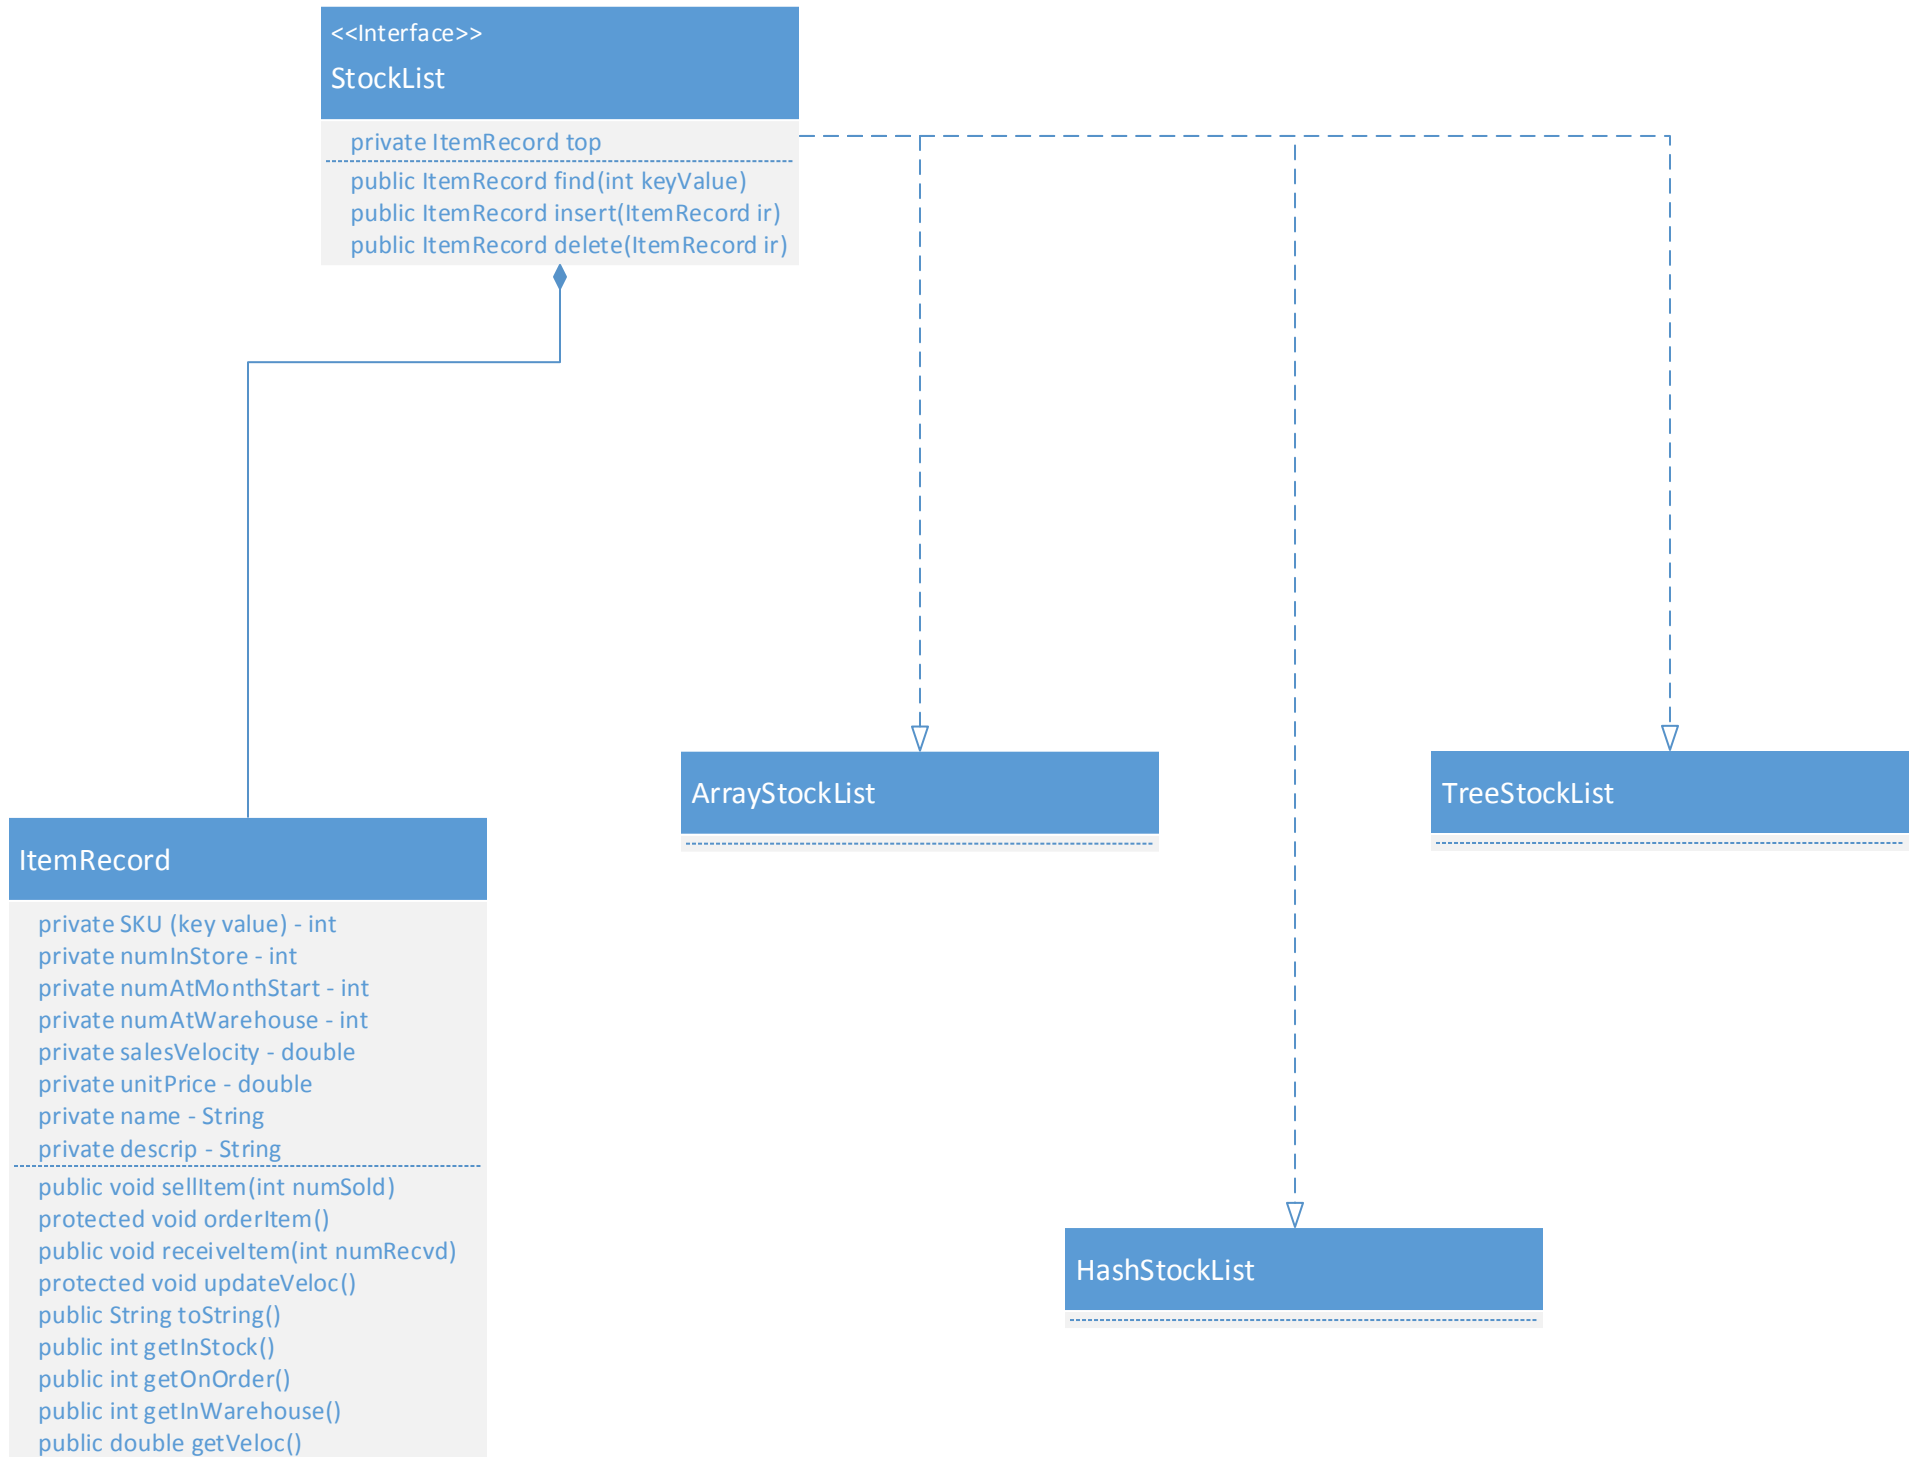 <<Interface>>
StockList
private ItemRecord top
public ItemRecord find(int keyValue)
public ItemRecord insert(ItemRecord ir)
public ItemRecord delete(ItemRecord ir)
ArrayStockList
TreeStockList
ItemRecord
private SKU (key value) - int
private numInStore - int
private numAtMonthStart - int
private numAtWarehouse - int
private salesVelocity - double
private unitPrice - double
private name - String
private descrip - String
public void sellItem(int numSold)
protected void orderItem()
public void receiveItem(int numRecvd)
protected void updateVeloc()
public String toString()
public int getInStock()
public int getOnOrder()
public int getInWarehouse()
public double getVeloc()
HashStockList